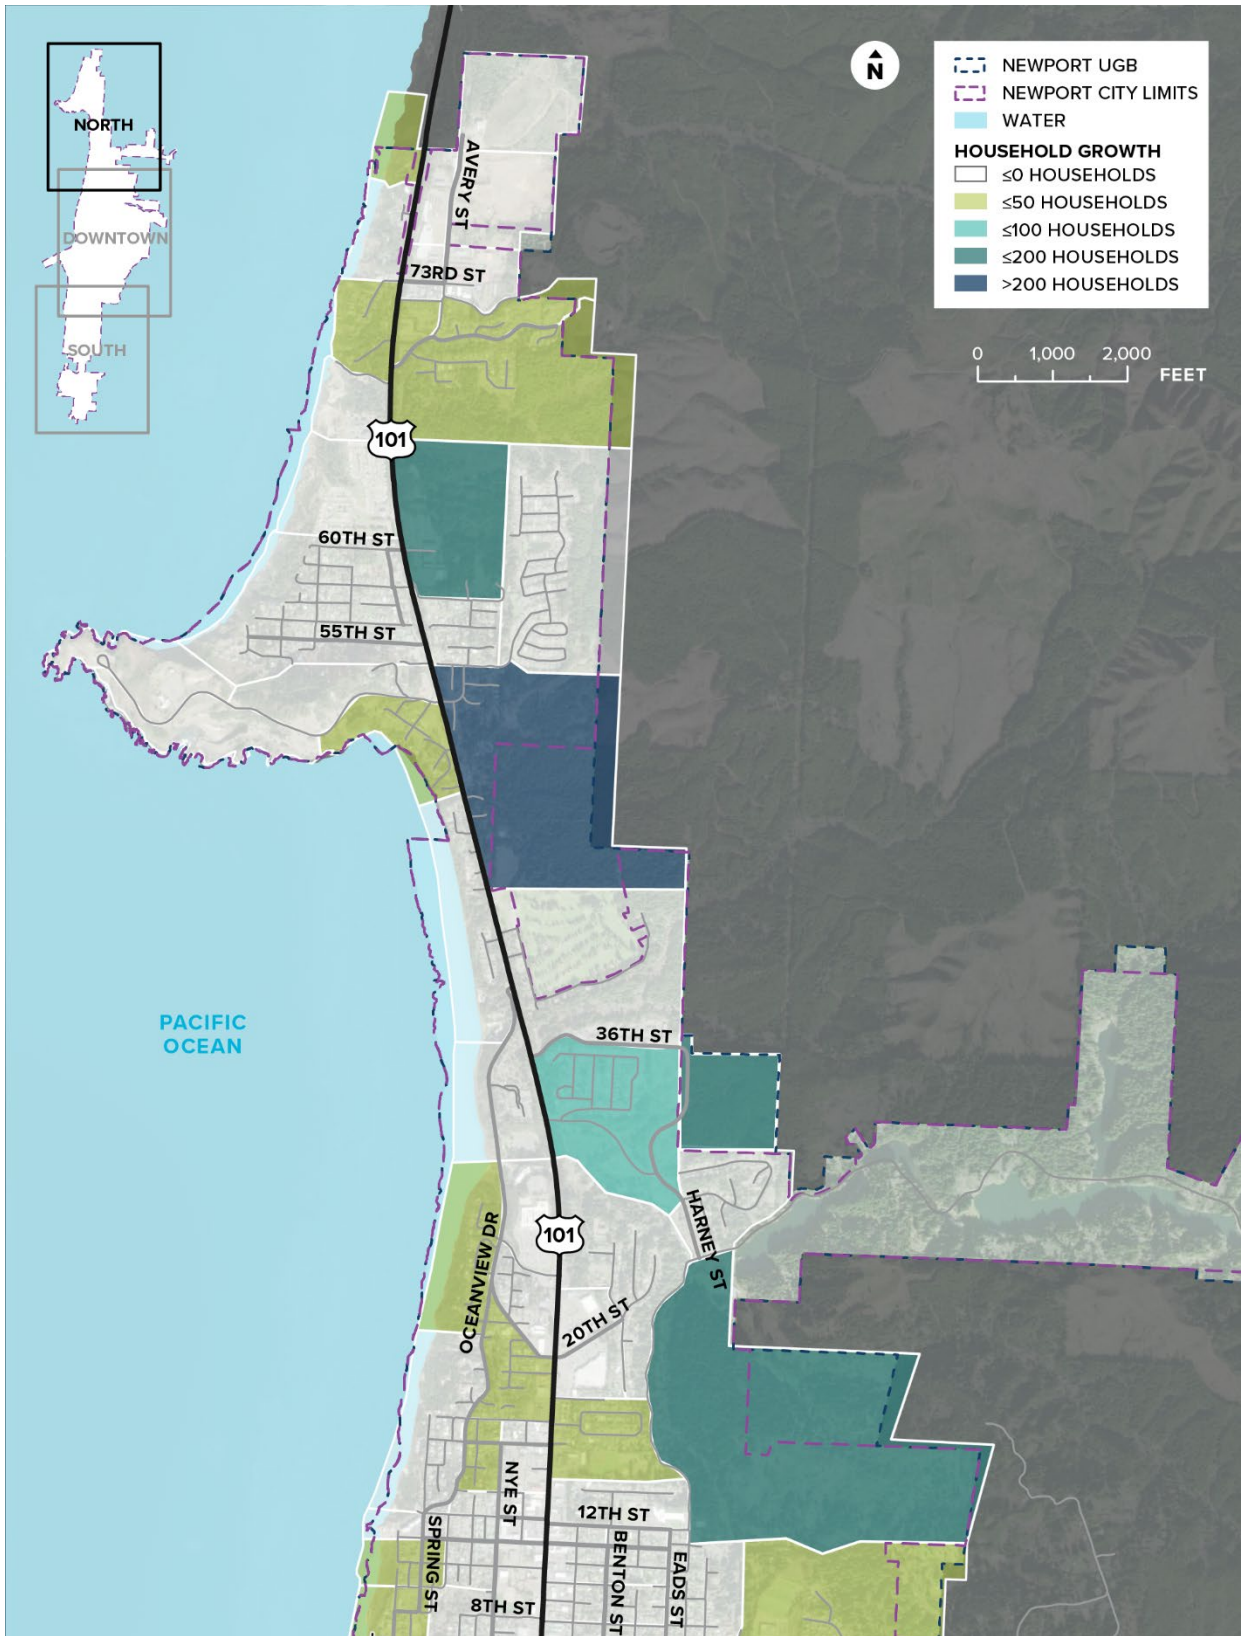 NORTH
DOWNTOWN
SOUTH
N
NEWPORT UGB
NEWPORT CITY LIMITS
WATER
HOUSEHOLD GROWTH
≤0 HOUSEHOLDS
≤50 HOUSEHOLDS
≤100 HOUSEHOLDS
≤200 HOUSEHOLDS
>200 HOUSEHOLDS
0 1,000 2,000
FEET
AVERY ST
73RD ST
101
60TH ST
55TH ST
PACIFIC
OCEAN
36TH ST
HARNEY ST
OCEANVIEW DR
101
20TH ST
NYE ST
12TH ST
SPRING ST
BENTON ST
EADS ST
8TH ST